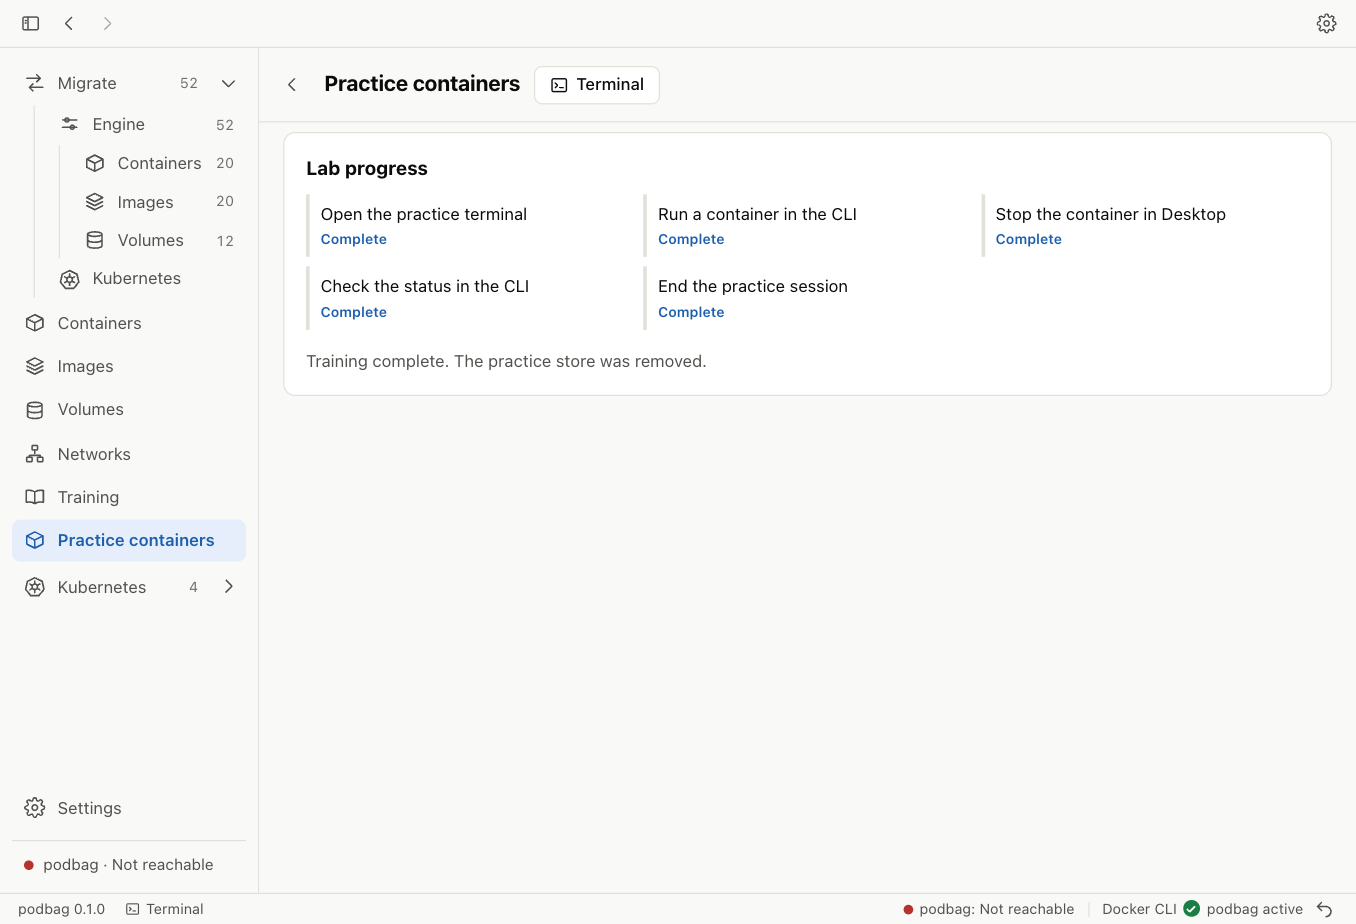 Migrate 52
Engine 52
Containers 20
Images 20
Volumes 12
Kubernetes
Containers
Images
Volumes
Networks
Training
Practice containers
Kubernetes 4
Settings
podbag · Not reachable
Practice containers
Terminal
Lab progress
Open the practice terminal
Complete
Run a container in the CLI
Complete
Stop the container in Desktop
Complete
Check the status in the CLI
Complete
End the practice session
Complete
Training complete. The practice store was removed.
podbag 0.1.0
Terminal
podbag: Not reachable
Docker CLI
podbag active